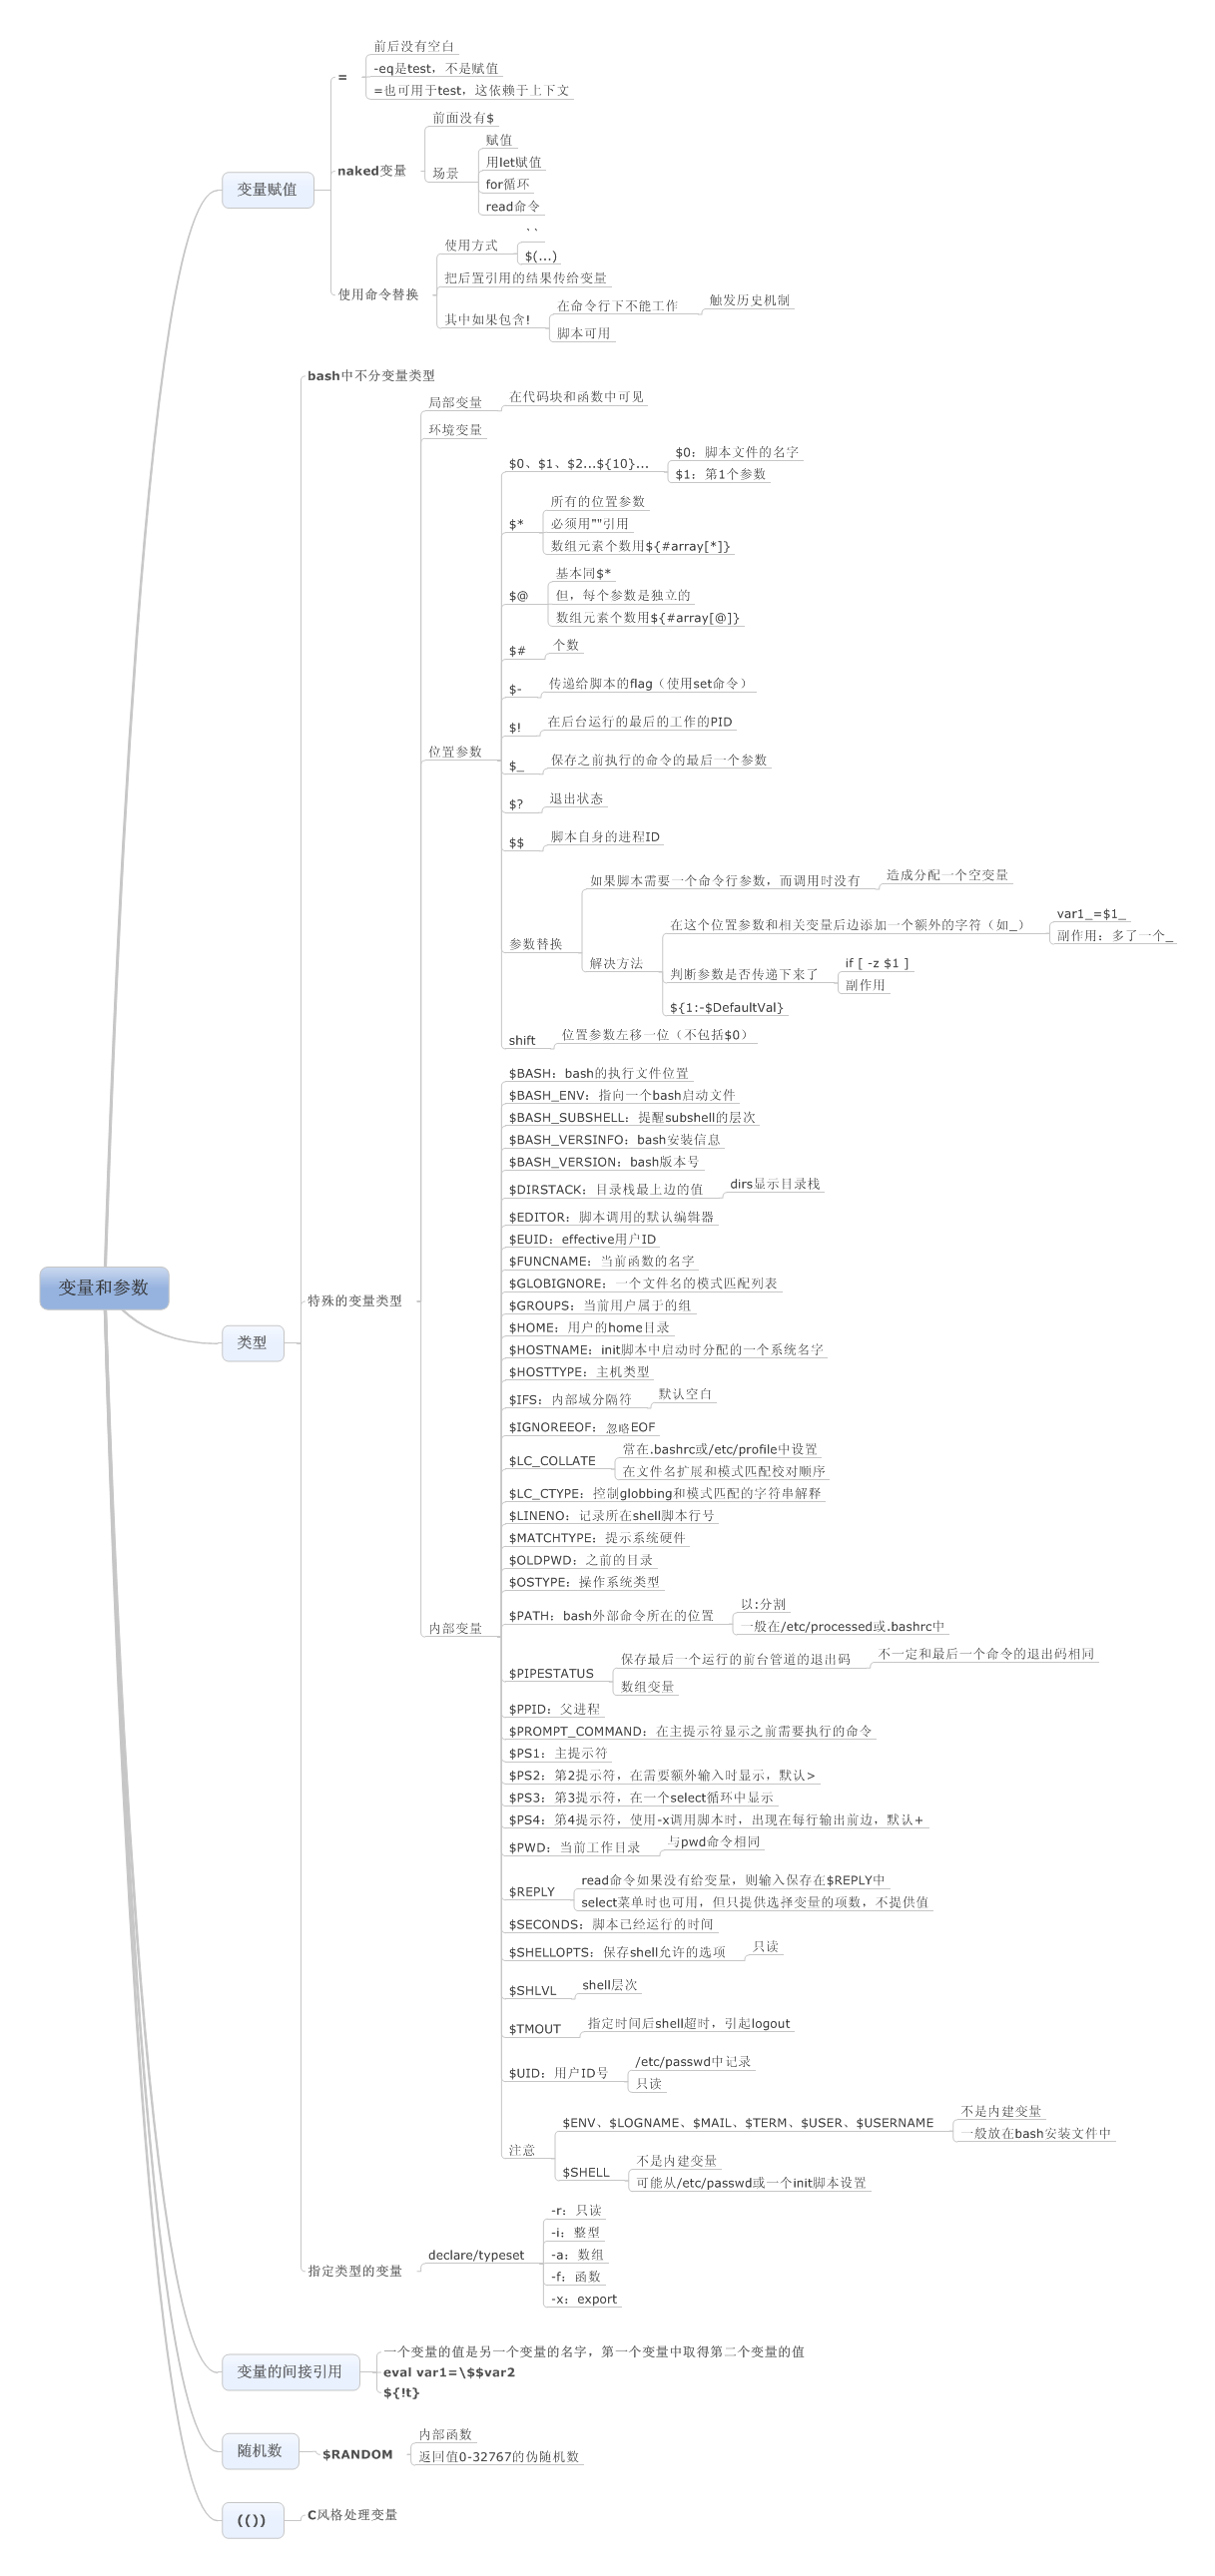 变量和参数
变量赋值
=
前后没有空白
-eq是test，不是赋值
=也可用于test，这依赖于上下文
naked变量
前面没有$
场景
赋值
用let赋值
for循环
read命令
使用命令替换
使用方式
``
$(...)
把后置引用的结果传给变量
其中如果包含!
在命令行下不能工作
触发历史机制
脚本可用
类型
bash中不分变量类型
特殊的变量类型
局部变量
在代码块和函数中可见
环境变量
位置参数
$0、$1、$2...${10}...
$0：脚本文件的名字
$1：第1个参数
$*
所有的位置参数
必须用""引用
数组元素个数用${#array[*]}
$@
基本同$*
但，每个参数是独立的
数组元素个数用${#array[@]}
$#
个数
$-
传递给脚本的flag（使用set命令）
$!
在后台运行的最后的工作的PID
$_
保存之前执行的命令的最后一个参数
$?
退出状态
$$
脚本自身的进程ID
参数替换
如果脚本需要一个命令行参数，而调用时没有
造成分配一个空变量
解决方法
在这个位置参数和相关变量后边添加一个额外的字符（如_）
var1_=$1_
副作用：多了一个_
判断参数是否传递下来了
if [ -z $1 ]
副作用
${1:-$DefaultVal}
shift
位置参数左移一位（不包括$0）
内部变量
$BASH：bash的执行文件位置
$BASH_ENV：指向一个bash启动文件
$BASH_SUBSHELL：提醒subshell的层次
$BASH_VERSINFO：bash安装信息
$BASH_VERSION：bash版本号
$DIRSTACK：目录栈最上边的值
dirs显示目录栈
$EDITOR：脚本调用的默认编辑器
$EUID：effective用户ID
$FUNCNAME：当前函数的名字
$GLOBIGNORE：一个文件名的模式匹配列表
$GROUPS：当前用户属于的组
$HOME：用户的home目录
$HOSTNAME：init脚本中启动时分配的一个系统名字
$HOSTTYPE：主机类型
$IFS：内部域分隔符
默认空白
$IGNOREEOF：忽略EOF
$LC_COLLATE
常在.bashrc或/etc/profile中设置
在文件名扩展和模式匹配校对顺序
$LC_CTYPE：控制globbing和模式匹配的字符串解释
$LINENO：记录所在shell脚本行号
$MATCHTYPE：提示系统硬件
$OLDPWD：之前的目录
$OSTYPE：操作系统类型
$PATH：bash外部命令所在的位置
以:分割
一般在/etc/processed或.bashrc中
$PIPESTATUS
保存最后一个运行的前台管道的退出码
不一定和最后一个命令的退出码相同
数组变量
$PPID：父进程
$PROMPT_COMMAND：在主提示符显示之前需要执行的命令
$PS1：主提示符
$PS2：第2提示符，在需要额外输入时显示，默认>
$PS3：第3提示符，在一个select循环中显示
$PS4：第4提示符，使用-x调用脚本时，出现在每行输出前边，默认+
$PWD：当前工作目录
与pwd命令相同
$REPLY
read命令如果没有给变量，则输入保存在$REPLY中
select菜单时也可用，但只提供选择变量的项数，不提供值
$SECONDS：脚本已经运行的时间
$SHELLOPTS：保存shell允许的选项
只读
$SHLVL
shell层次
$TMOUT
指定时间后shell超时，引起logout
$UID：用户ID号
/etc/passwd中记录
只读
注意
$ENV、$LOGNAME、$MAIL、$TERM、$USER、$USERNAME
不是内建变量
一般放在bash安装文件中
$SHELL
不是内建变量
可能从/etc/passwd或一个init脚本设置
指定类型的变量
declare/typeset
-r：只读
-i：整型
-a：数组
-f：函数
-x：export
变量的间接引用
一个变量的值是另一个变量的名字，第一个变量中取得第二个变量的值
eval var1=\$$var2
${!t}
随机数
$RANDOM
内部函数
返回值0-32767的伪随机数
(())
C风格处理变量